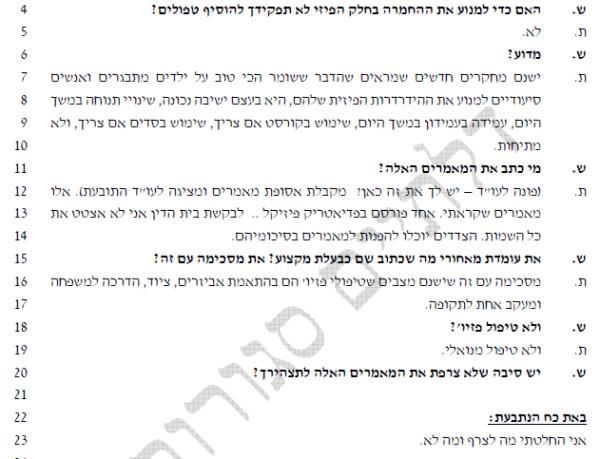 ש. האם כדי למנוע את ההחמרה בחלק הפיזי לא תפקידך להוסיף טפולים? 4
ת. לא. 5
ש. מדוע? 6
ת. ישנם מחקרים חדשים שמראים שהדבר ששומר הכי טוב על ילדים מתבגרים ואנשים 7
סיעודיים למנוע את ההידרדרות הפיזית שלהם, היא בעצם ישיבה נכונה, שינויי תנוחה במשך 8
היום, עמידה בעמידון במשך היום, שימוש בקורסט אם צריך, שימוש בסדים אם צריך, ולא 9
מתיחות. 10
ש. מי כתב את המאמרים האלה? 11
ת. (פונה לעו"ד – יש לך את זה כאן? מקבלת אסופת מאמרים ומציגה לעו"ד התובעת). אלו 12
מאמרים שקראתי. אחד פורסם בפדיאטריק פיזיקל .. לבקשת בית הדין אני לא אצטט את 13
כל השמות. הצדדים יוכלו להפנות למאמרים בסיכומיהם. 14
ש. את עומדת מאחורי מה שכתוב שם כבעלת מקצוע? את מסכימה עם זה? 15
ת. מסכימה עם זה שישנם מצבים שטיפולי פזיו' הם בהתאמת אביזרים, ציוד, הדרכה למשפחה 16
ומעקב אחת לתקופה. 17
ש. ולא טיפול פזיו'? 18
ת. ולא טיפול מנואלי. 19
ש. יש סיבה שלא צרפת את המאמרים האלה לתצהירך? 20
21
באת כח הנתבעת: 22
אני החלטתי מה לצרף ומה לא. 23
דלתיים סגורות